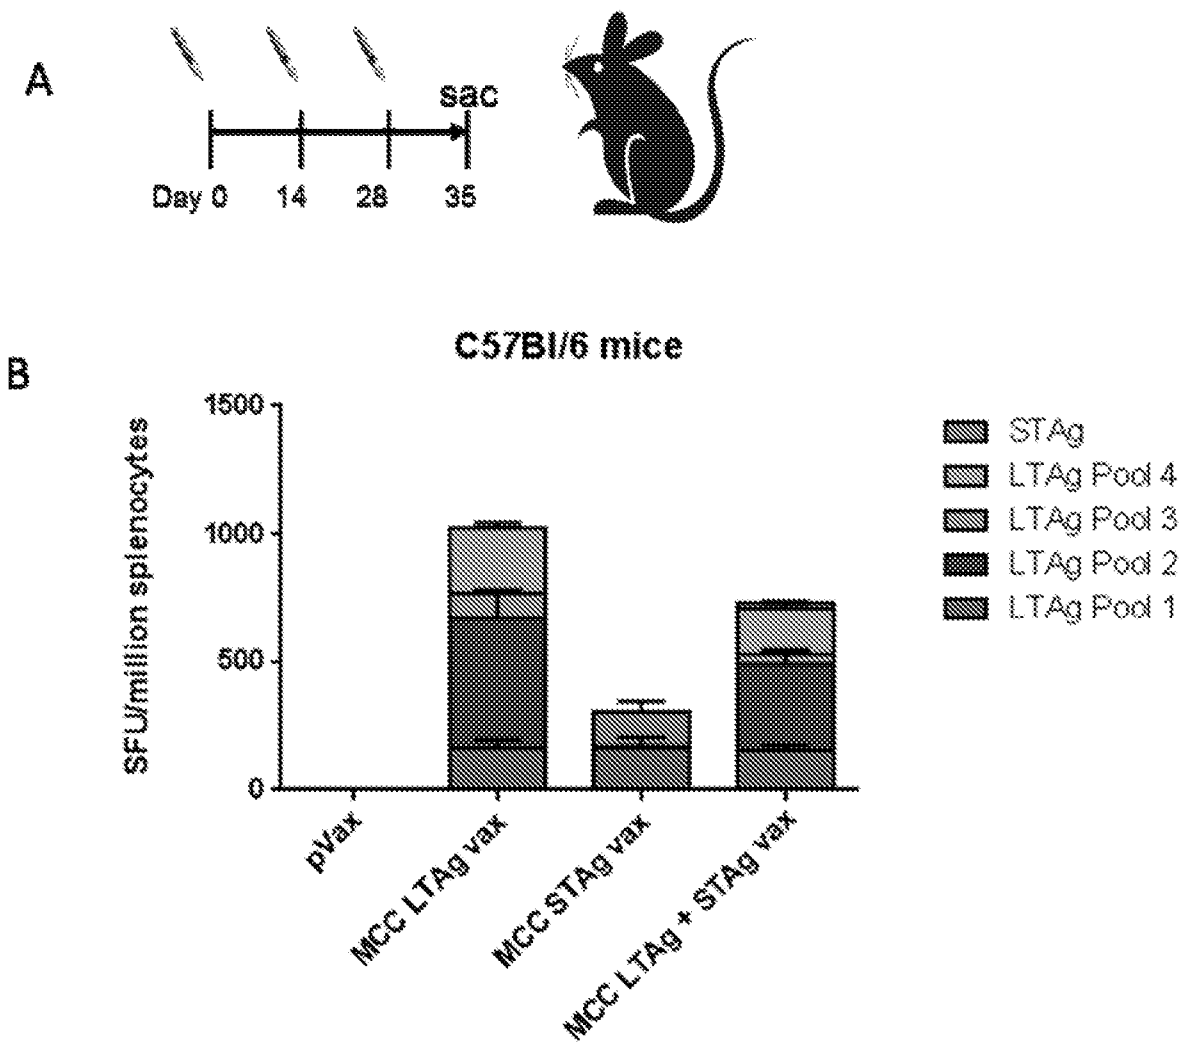 A
sac
Day 0 14 28 35
B
C57Bl/6 mice
SFU/million splenocytes
1500
1000
500
0
pVax
MCC LTAg vax
MCC STAg vax
MCC LTAg + STAg vax
STAg
LTAg Pool 4
LTAg Pool 3
LTAg Pool 2
LTAg Pool 1